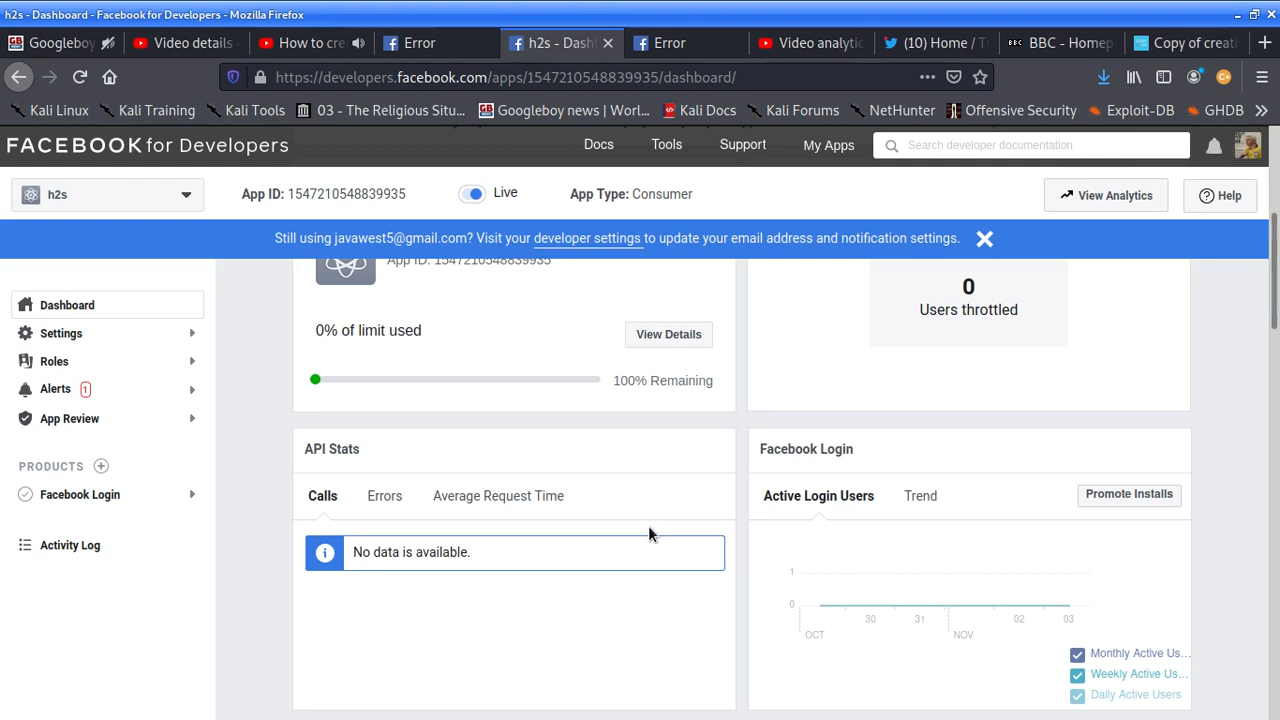 h2s - Dashboard - Facebook for Developers - Mozilla Firefox
Googleboy
Video details
How to cre
Error
h2s - Dash
Error
Video analytic
(10) Home / T
BBC - Homep
Copy of creati
https://developers.facebook.com/apps/1547210548839935/dashboard/
Kali Linux
Kali Training
Kali Tools
03 - The Religious Situ...
Googleboy news | Worl...
Kali Docs
Kali Forums
NetHunter
Offensive Security
Exploit-DB
GHDB
FACEBOOK for Developers
Docs
Tools
Support
My Apps
Search developer documentation
h2s
App ID: 1547210548839935
Live
App Type: Consumer
View Analytics
Help
Still using javawest5@gmail.com? Visit your developer settings to update your email address and notification settings.
App ID: 1547210548839935
0
Users throttled
Dashboard
Settings
Roles
Alerts 1
App Review
PRODUCTS
Facebook Login
Activity Log
0% of limit used
View Details
100% Remaining
API Stats
Calls
Errors
Average Request Time
No data is available.
Facebook Login
Active Login Users
Trend
Promote Installs
1
0
30
31
02
03
OCT
NOV
Monthly Active Us...
Weekly Active Us...
Daily Active Users